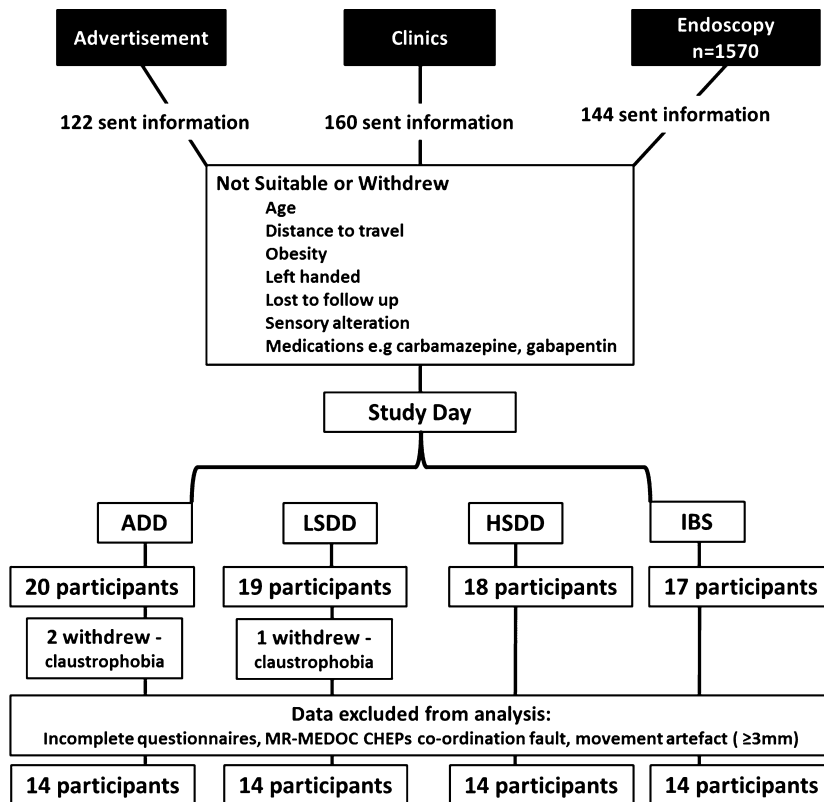 Advertisement
Clinics
Endoscopy
n=1570
122 sent information
160 sent information
144 sent information
Not Suitable or Withdrew
Age
Distance to travel
Obesity
Left handed
Lost to follow up
Sensory alteration
Medications e.g carbamazepine, gabapentin
Study Day
ADD
LSDD
HSDD
IBS
20 participants
19 participants
18 participants
17 participants
2 withdrew -
claustrophobia
1 withdrew -
claustrophobia
Data excluded from analysis:
Incomplete questionnaires, MR-MEDOC CHEPs co-ordination fault, movement artefact ( ≥3mm)
14 participants
14 participants
14 participants
14 participants